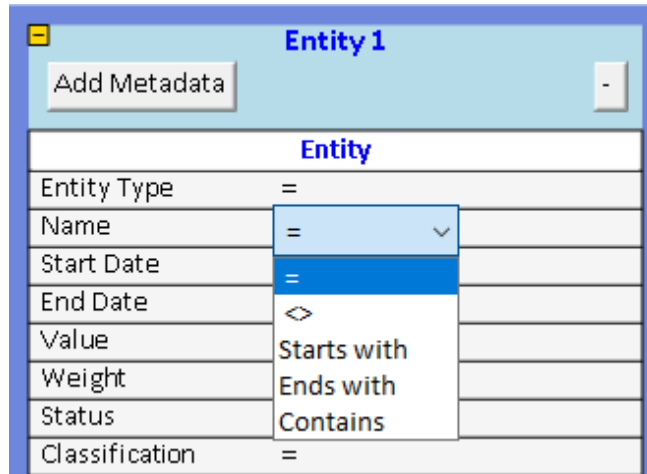 Entity 1
Add Metadata -
Entity
Entity Type =
Name =
Start Date =
End Date <>
Value Starts with
Weight Ends with
Status Contains
Classification =